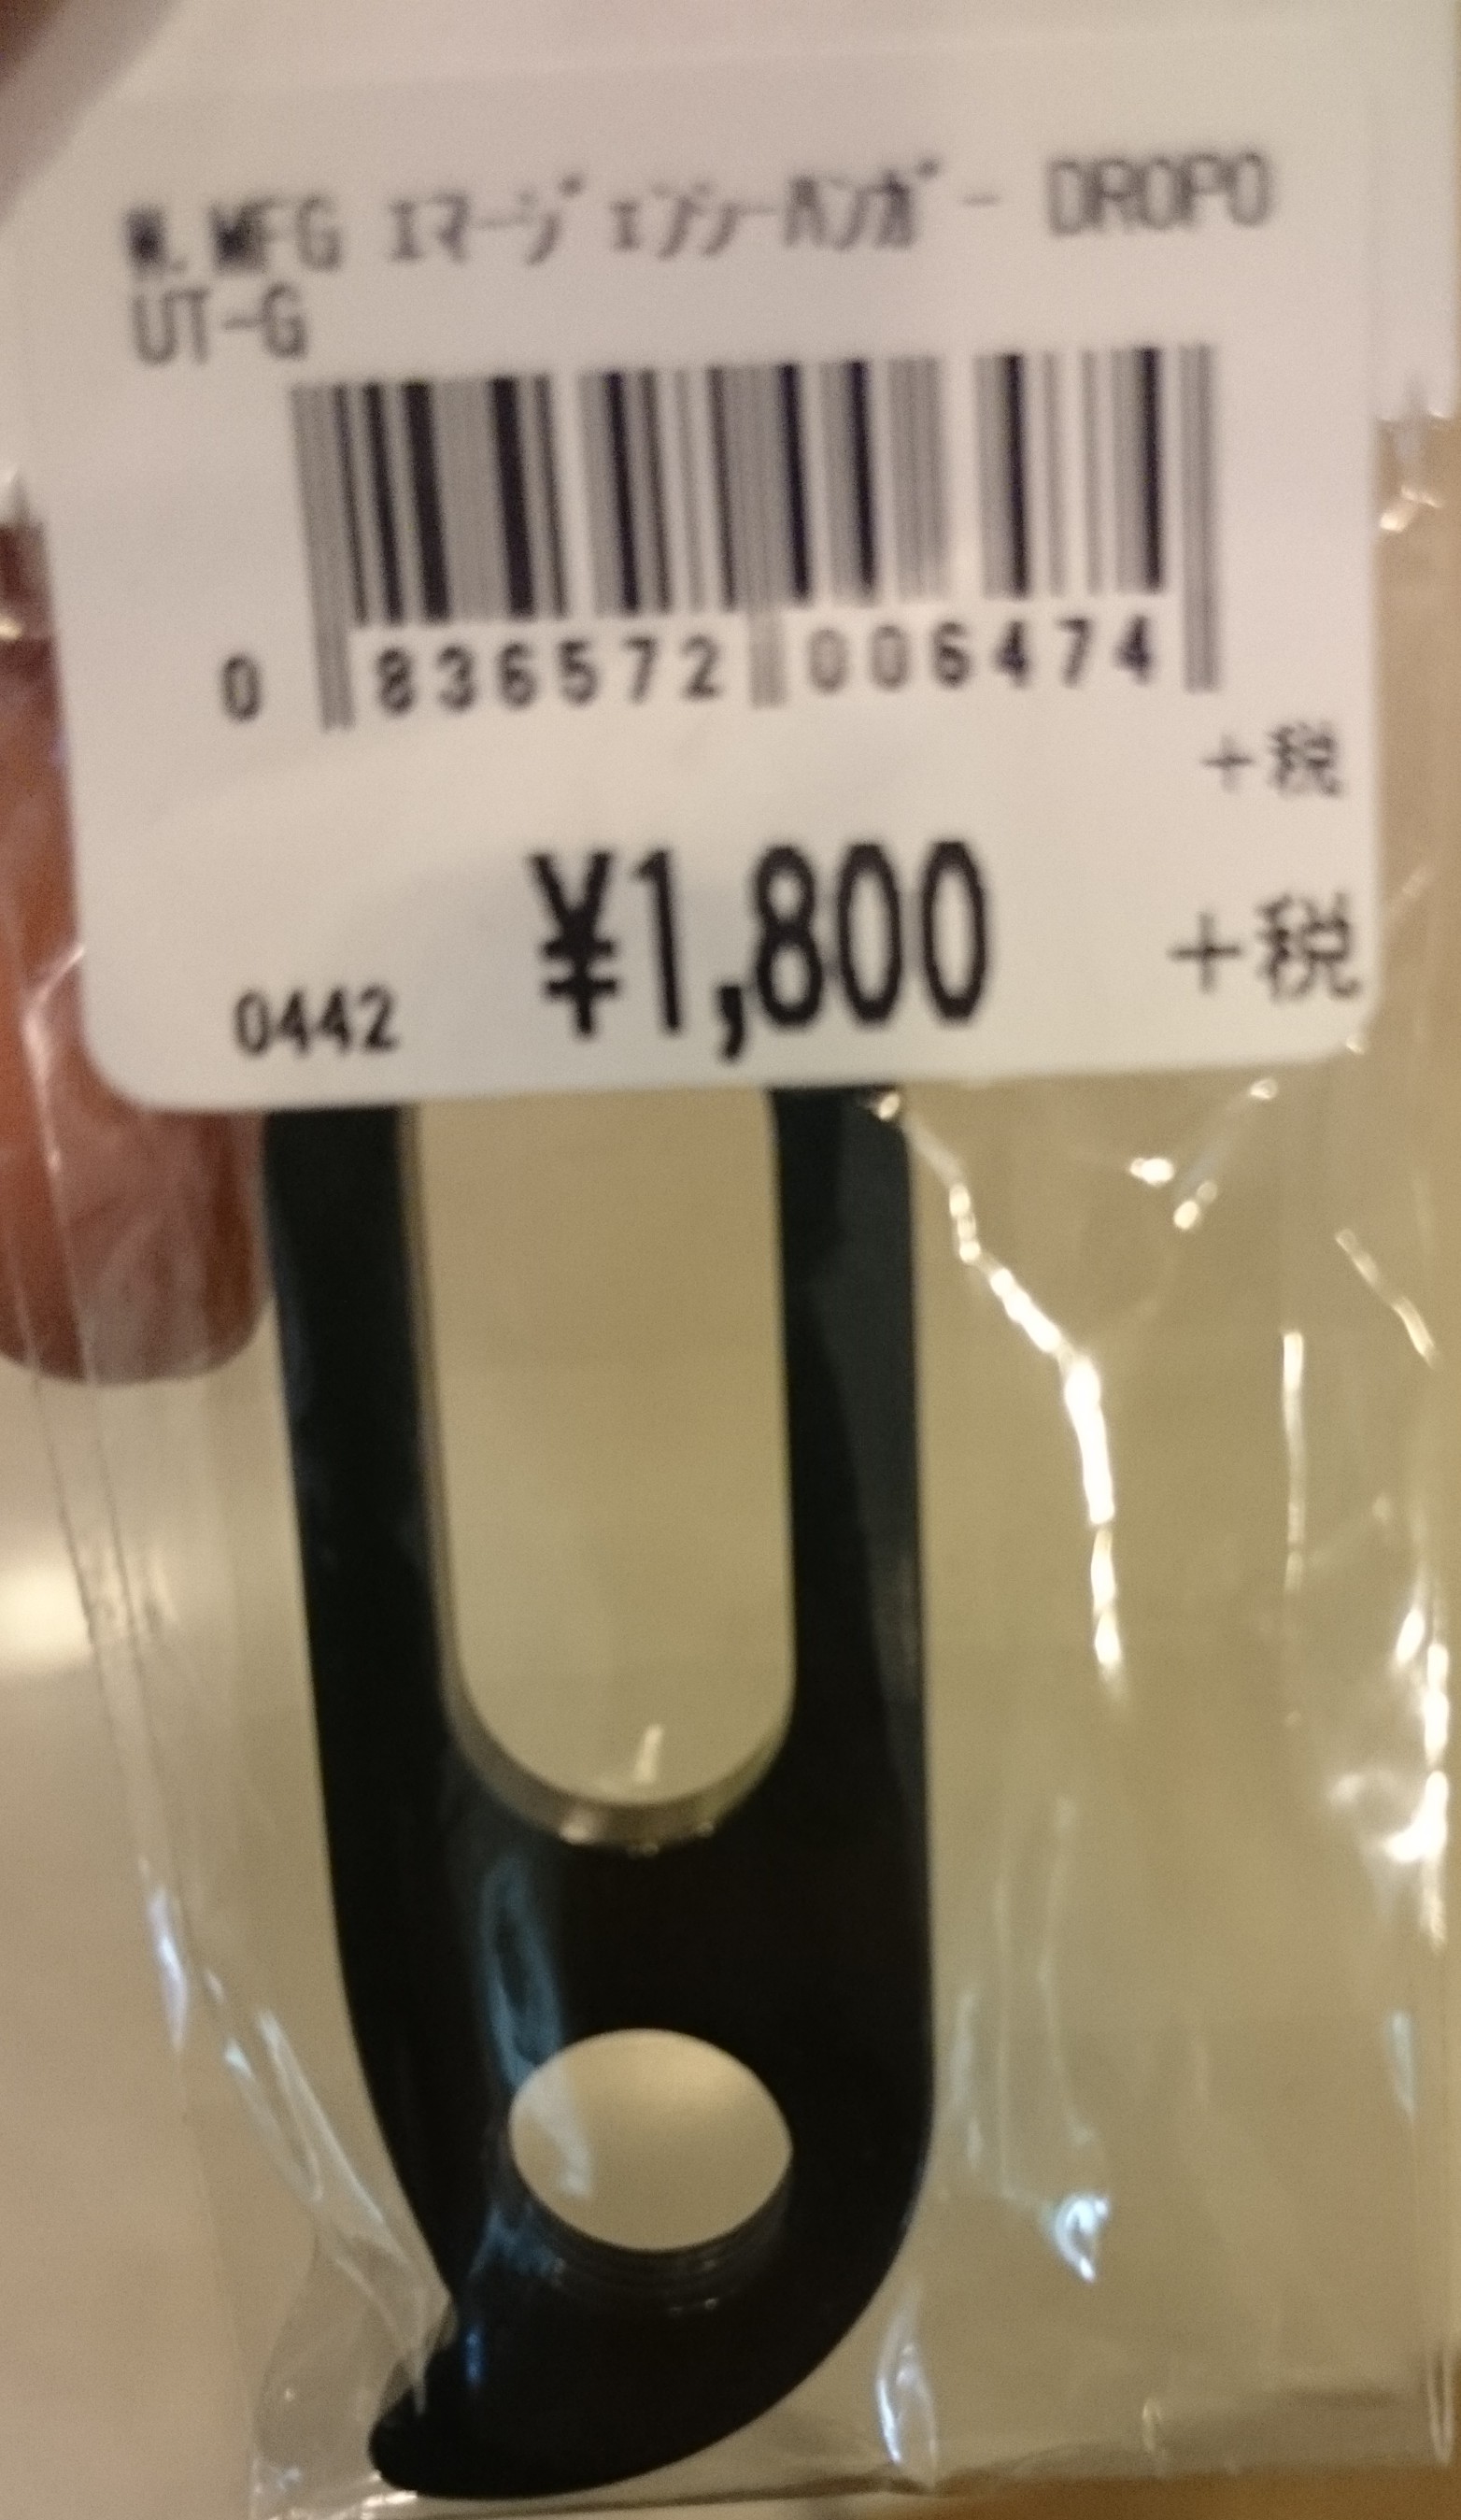 W.MFG ｴﾏｰｼﾞｪﾝｼｰﾊﾝｶﾞｰ DROPO
UT-G
0 836572 006474
+税
¥1,800 +税
0442